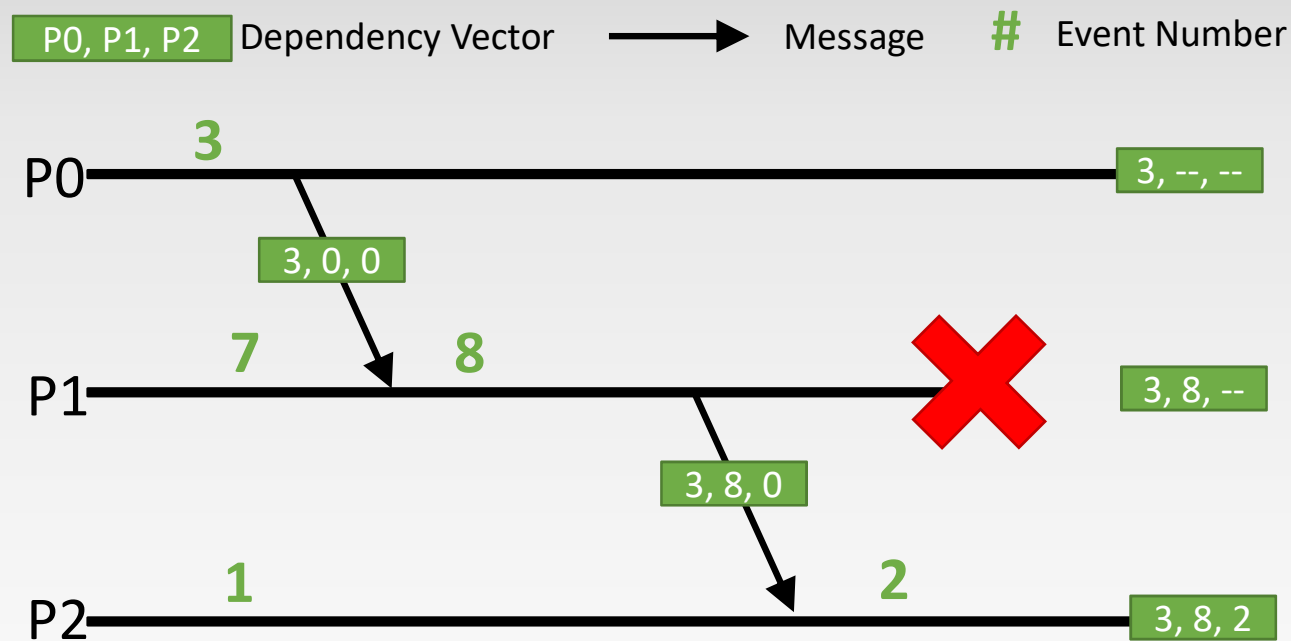 P0, P1, P2 Dependency Vector Message # Event Number
3
P0 3, --, --
3, 0, 0
7 8
P1 3, 8, --
3, 8, 0
1 2
P2 3, 8, 2